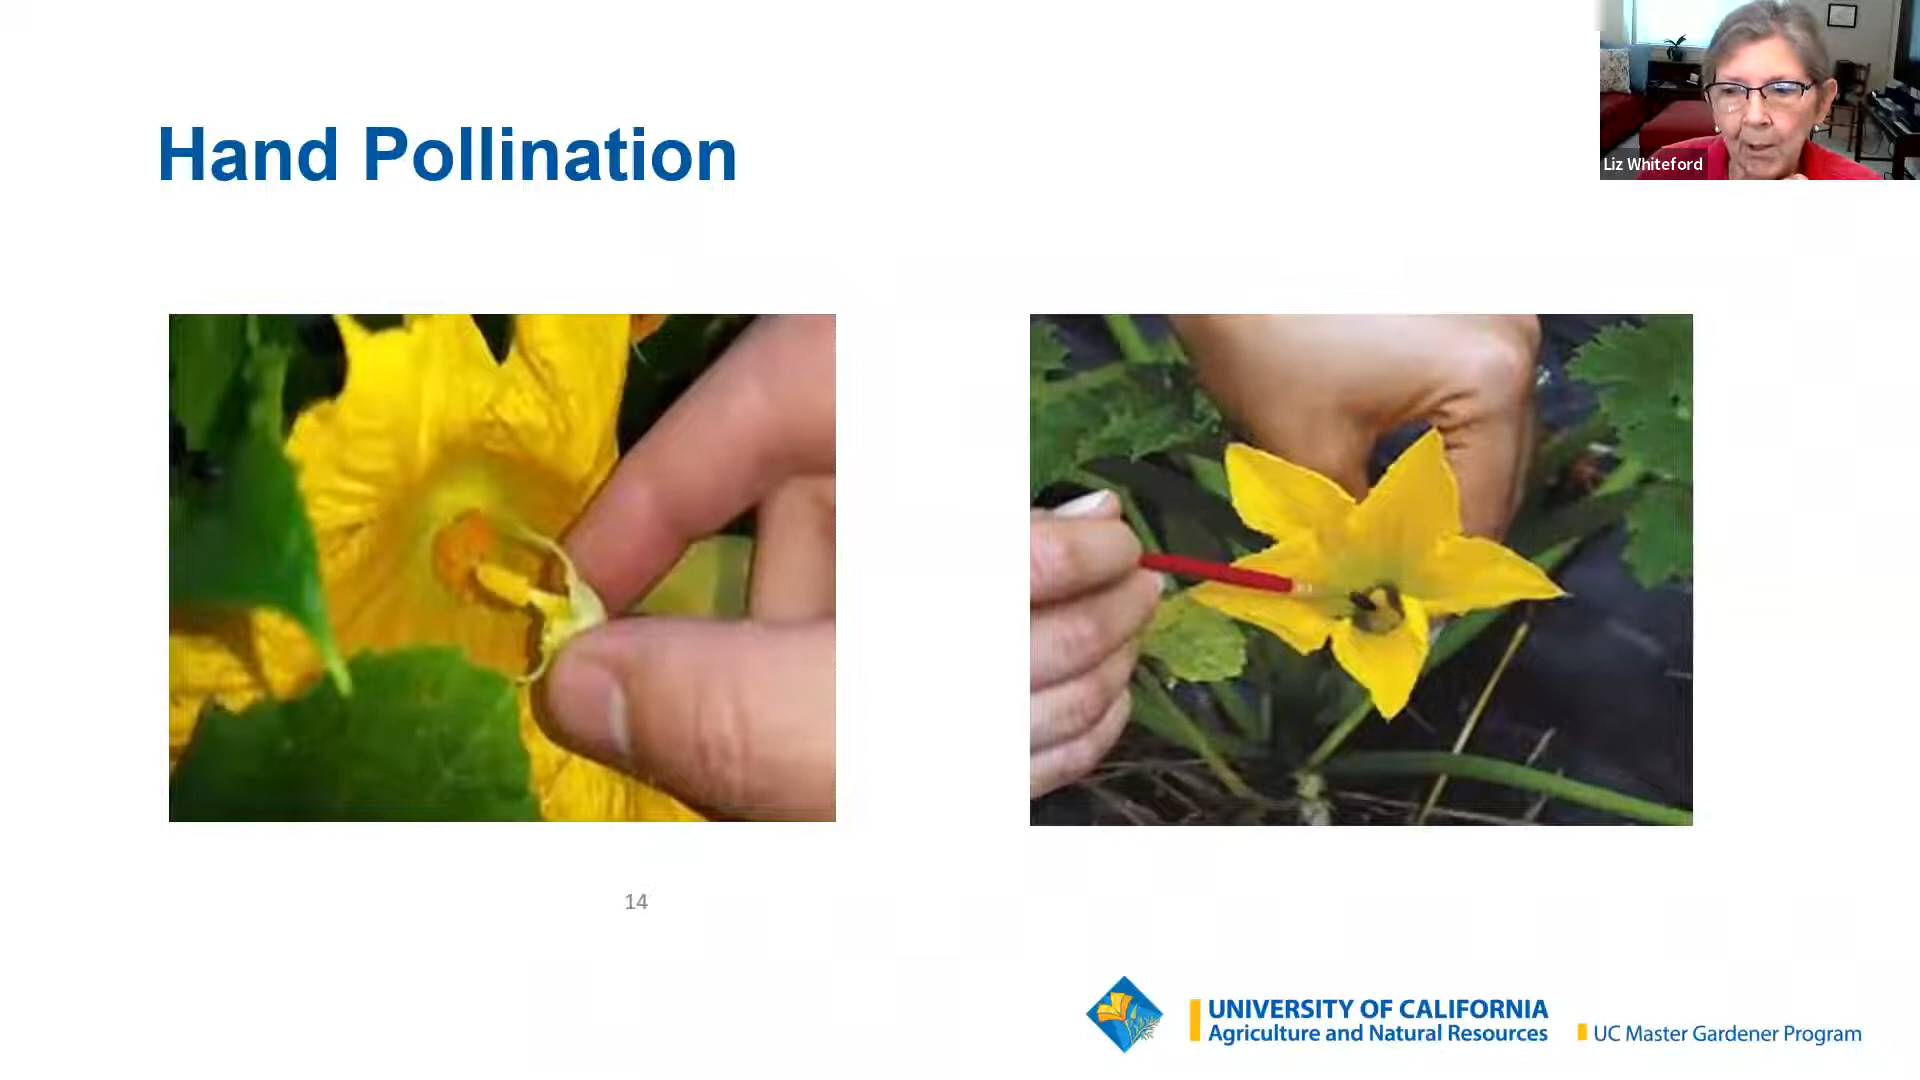 Hand Pollination
Liz Whiteford
14
UNIVERSITY OF CALIFORNIA
Agriculture and Natural Resources
UC Master Gardener Program